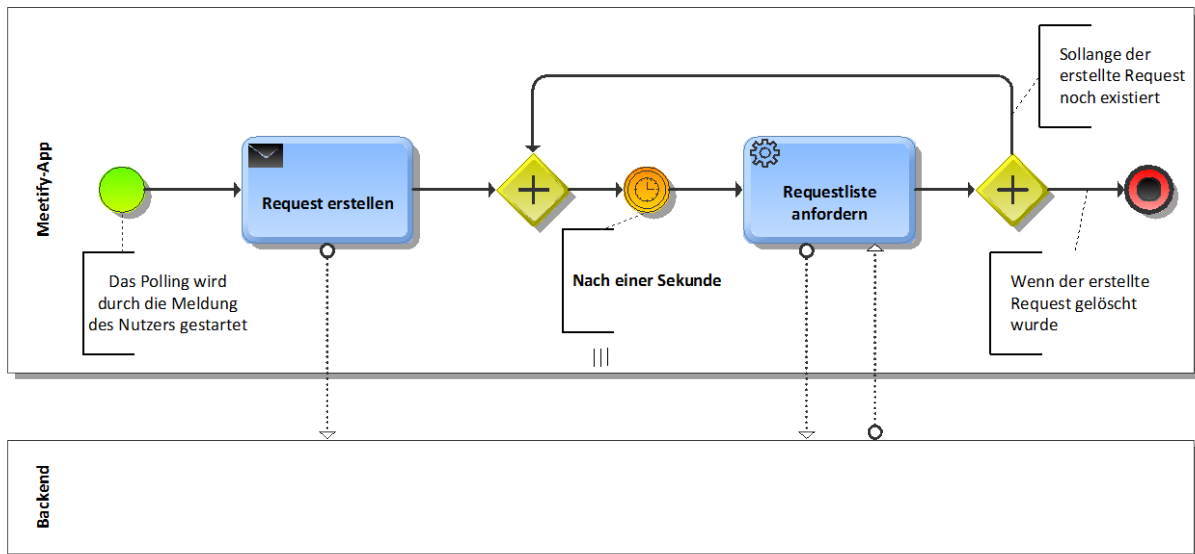 Meetify-App
Sollange der
erstellte Request
noch existiert
Request erstellen
Requestliste
anfordern
Das Polling wird
durch die Meldung
des Nutzers gestartet
Nach einer Sekunde
Wenn der erstellte
Request gelöscht
wurde
Backend